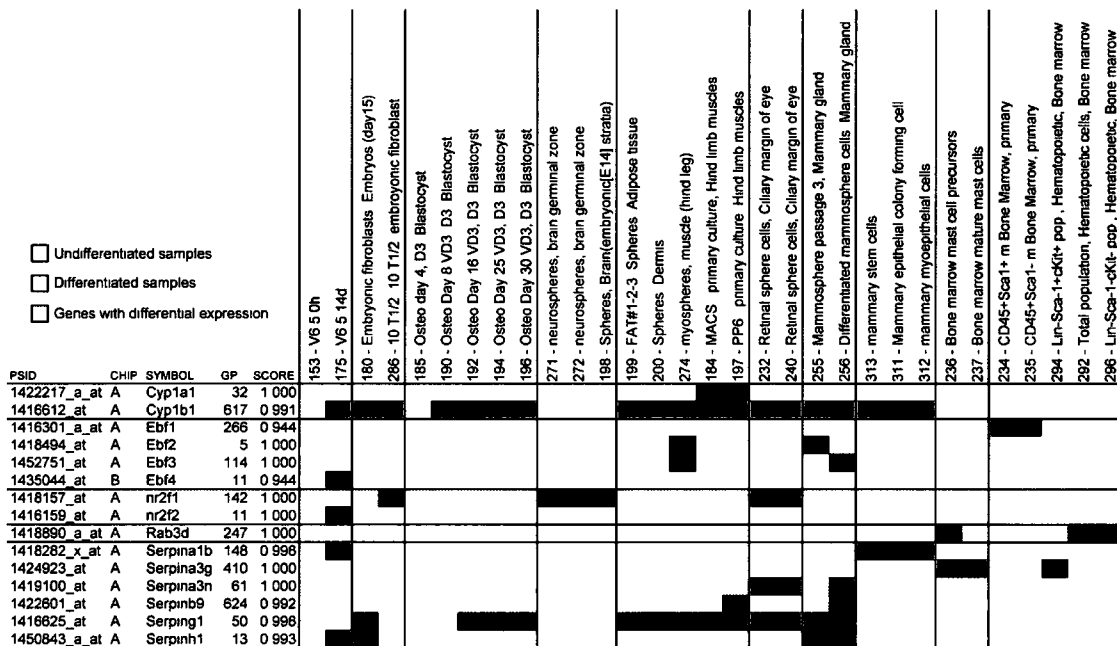 153 - V6 5 0h
175 - V6 5 14d
180 - Embryonic fibroblasts Embryos (day15)
286 - 10 T1/2 10 T1/2 embroyonic fibroblast
185 - Osteo day 4, D3 Blastocyst
190 - Osteo Day 8 VD3 D3 Blastocyst
192 - Osteo Day 16 VD3, D3 Blastocyst
194 - Osteo Day 25 VD3, D3 Blastocyst
196 - Osteo Day 30 VD3, D3 Blastocyst
271 - neurospheres, brain germinal zone
272 - neurospheres, brain germinal zone
198 - Spheres, Brain(embryonic[E14] striatia)
199 - FAT#1-2-3 Spheres Adipose tissue
200 - Spheres Dermis
274 - myospheres, muscle (hind leg)
184 - MACS primary culture, Hind limb muscles
197 - PP6 primary culture Hind limb muscles
232 - Retinal sphere cells, Ciliary margin of eye
240 - Retinal sphere cells, Ciliary margin of eye
255 - Mammosphere passage 3, Mammary gland
256 - Differentiated mammosphere cells Mammary gland
313 - mammary stem cells
311 - Mammary epithelial colony forming cell
312 - mammary myoepithelial cells
236 - Bone marrow mast cell precursors
237 - Bone marrow mature mast cells
234 - CD45+Sca1+ m Bone Marrow, primary
235 - CD45+Sca1- m Bone Marrow, primary
294 - Lin-Sca-1+cKit+ pop, Hematopoietic, Bone marrow
292 - Total population, Hematopoietic cells, Bone marrow
296 - Lin-Sca-1-cKit- pop, Hematopoietic, Bone marrow
Undifferentiated samples
Differentiated samples
Genes with differential expression
PSID CHIP SYMBOL GP SCORE
1422217_a_at A Cyp1a1 32 1 000
1416612_at A Cyp1b1 617 0 991
1416301_a_at A Ebf1 266 0 944
1418494_at A Ebf2 5 1 000
1452751_at A Ebf3 114 1 000
1435044_at B Ebf4 11 0 944
1418157_at A nr2f1 142 1 000
1416159_at A nr2f2 11 1 000
1418890_a_at A Rab3d 247 1 000
1418282_x_at A Serpina1b 148 0 996
1424923_at A Serpina3g 410 1 000
1419100_at A Serpina3n 61 1 000
1422601_at A Serpinb9 624 0 992
1416625_at A Serping1 50 0 996
1450843_a_at A Serpinh1 13 0 993